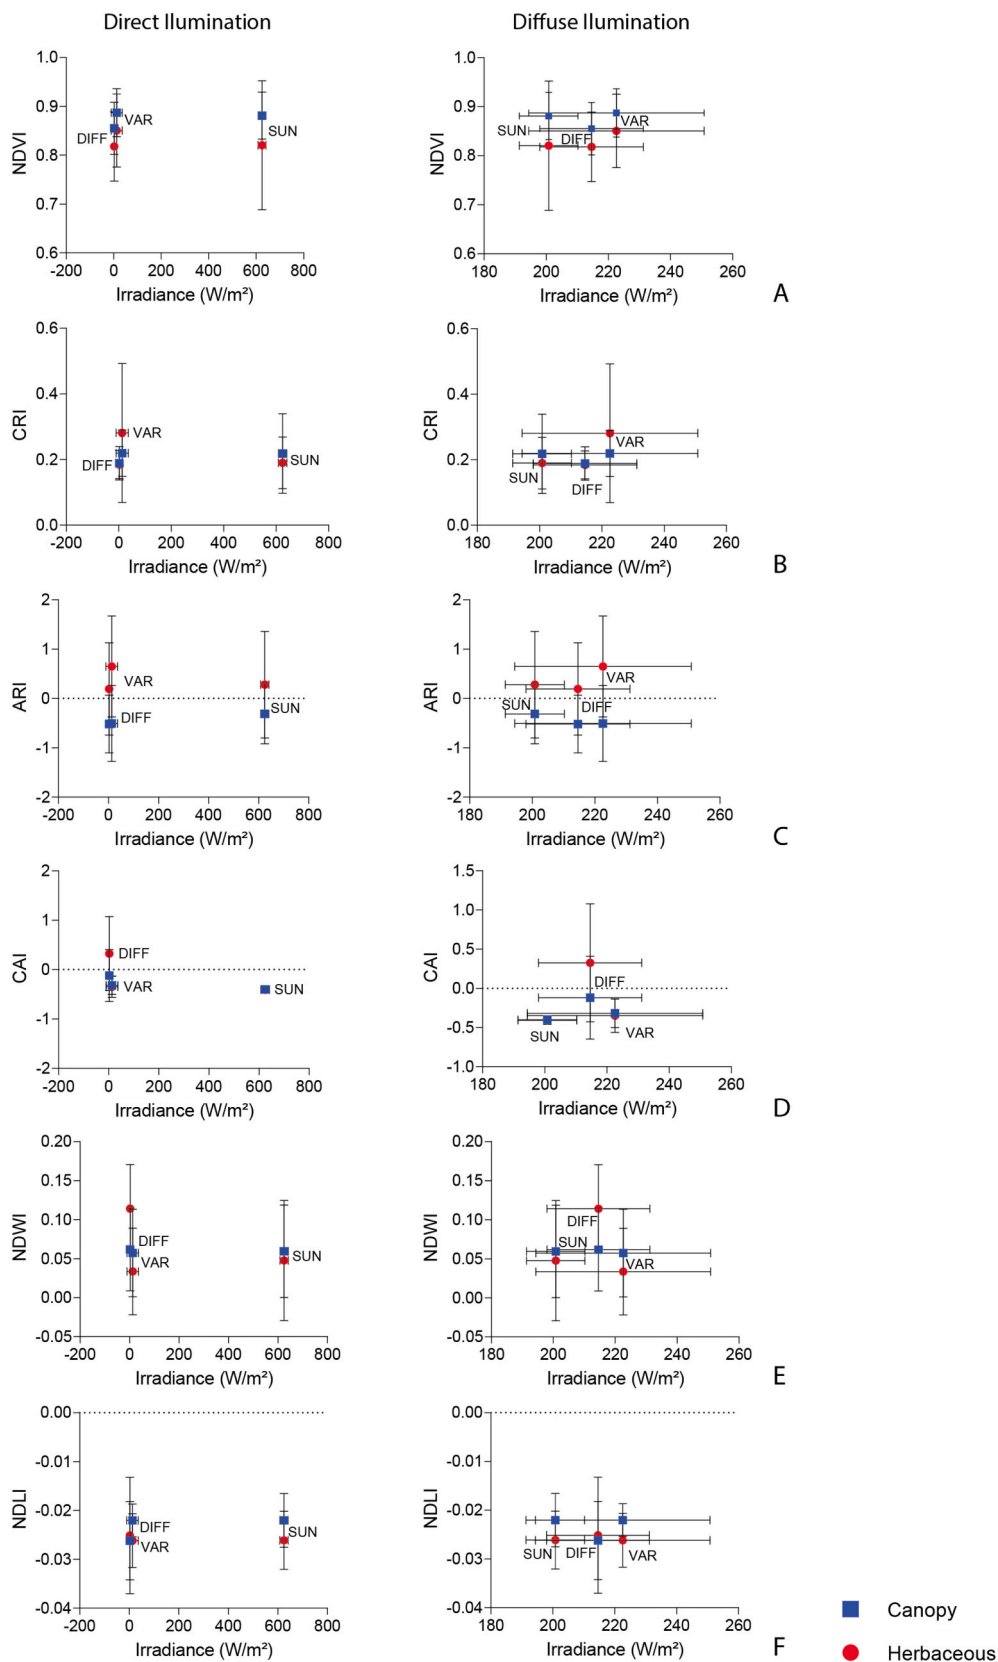 Direct Ilumination
Diffuse Ilumination
1.0
0.9
0.8
0.7
0.6
NDVI
VAR
DIFF
SUN
-200 0 200 400 600 800
Irradiance (W/m²)
1.0
0.9
0.8
0.7
0.6
NDVI
SUN
DIFF
VAR
180 200 220 240 260
Irradiance (W/m²)
A
0.6
0.4
0.2
0.0
CRI
VAR
DIFF
SUN
-200 0 200 400 600 800
Irradiance (W/m²)
0.6
0.4
0.2
0.0
CRI
VAR
SUN
DIFF
180 200 220 240 260
Irradiance (W/m²)
B
2
1
0
-1
-2
ARI
VAR
DIFF
SUN
-200 0 200 400 600 800
Irradiance (W/m²)
2
1
0
-1
-2
ARI
VAR
SUN
DIFF
180 200 220 240 260
Irradiance (W/m²)
C
2
1
0
-1
-2
CAI
DIFF
VAR
SUN
-200 0 200 400 600 800
Irradiance (W/m²)
1.5
1.0
0.5
0.0
-0.5
-1.0
CAI
DIFF
SUN
VAR
180 200 220 240 260
Irradiance (W/m²)
D
0.20
0.15
0.10
0.05
0.00
-0.05
NDWI
DIFF
VAR
SUN
-200 0 200 400 600 800
Irradiance (W/m²)
0.20
0.15
0.10
0.05
0.00
-0.05
NDWI
DIFF
SUN
VAR
180 200 220 240 260
Irradiance (W/m²)
E
0.00
-0.01
-0.02
-0.03
-0.04
NDLI
DIFF
VAR
SUN
-200 0 200 400 600 800
Irradiance (W/m²)
0.00
-0.01
-0.02
-0.03
-0.04
NDLI
SUN
DIFF
VAR
180 200 220 240 260
Irradiance (W/m²)
F
Canopy
Herbaceous